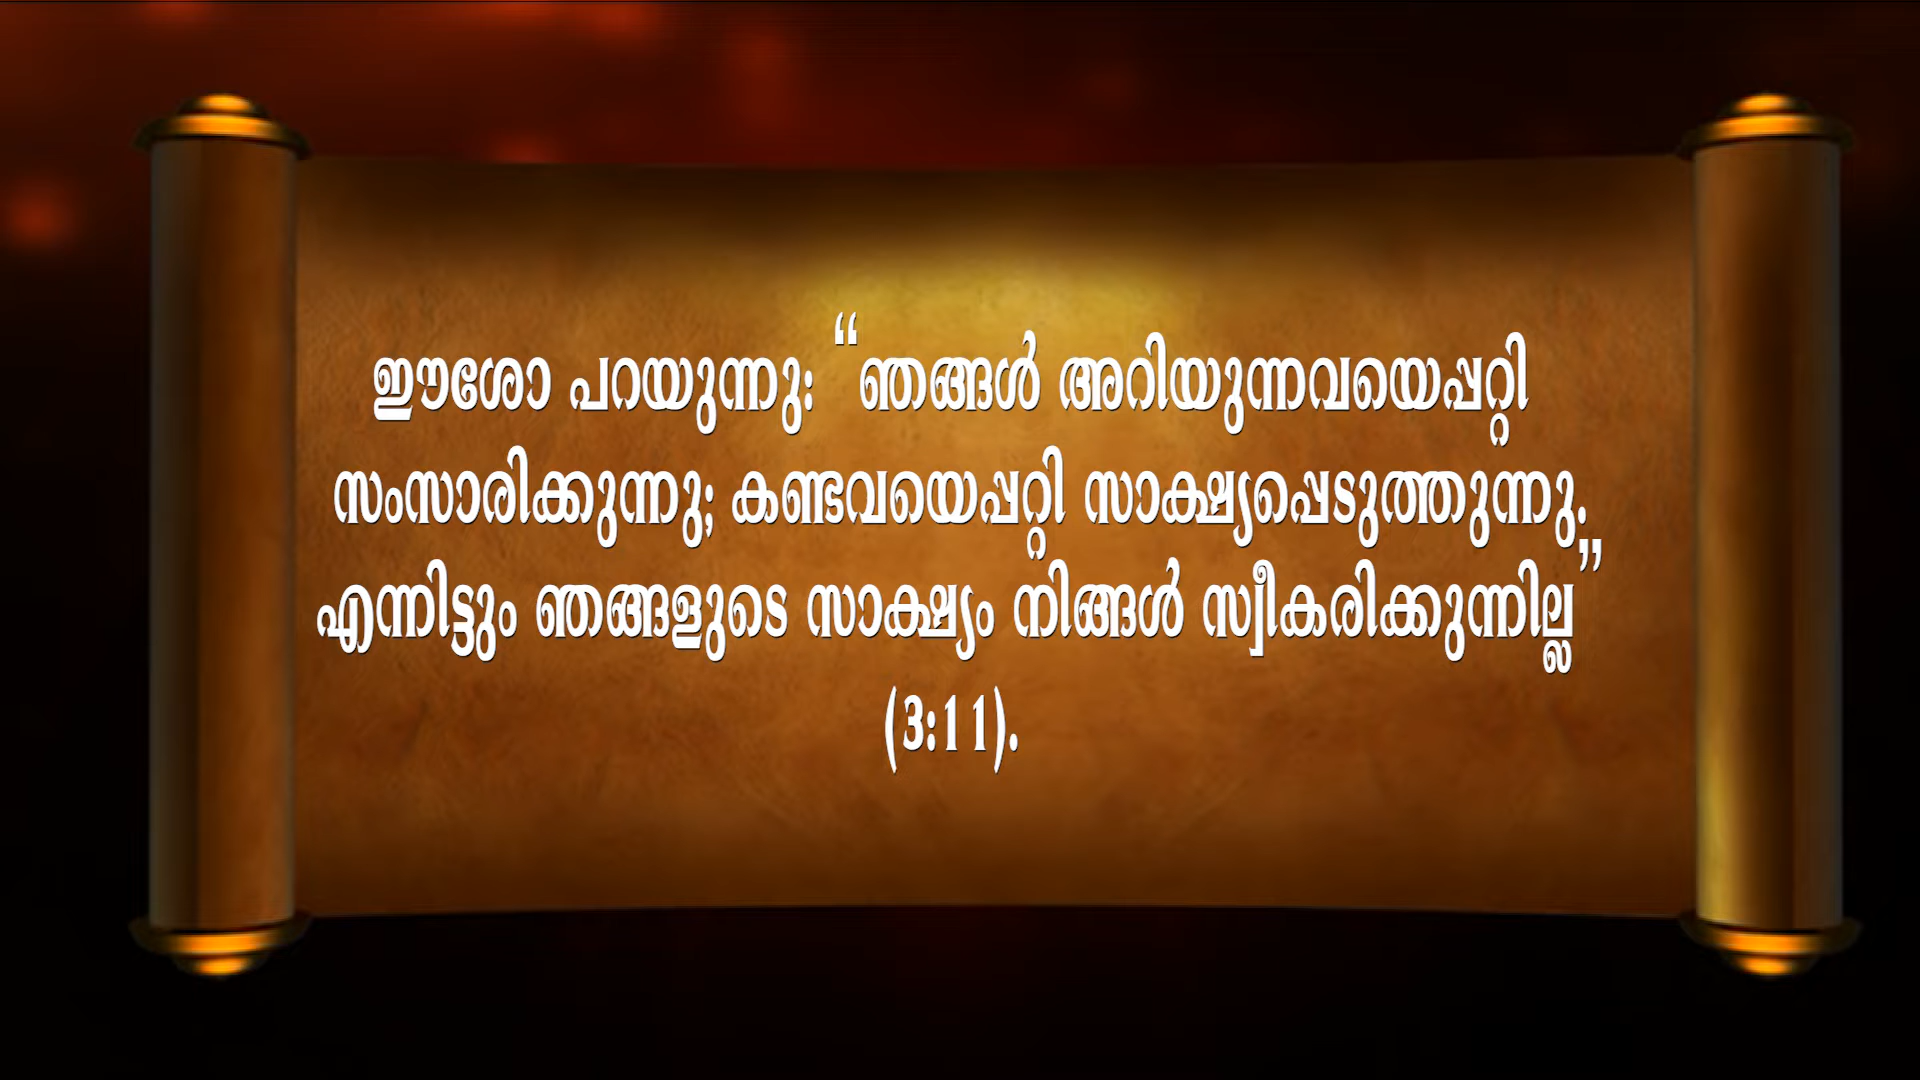 ഈശോ പറയുന്നു: “ഞങ്ങൾ അറിയുന്നവയെപ്പറ്റി
സംസാരിക്കുന്നു; കണ്ടവയെപ്പറ്റി സാക്ഷ്യപ്പെടുത്തുന്നു.
എന്നിട്ടും ഞങ്ങളുടെ സാക്ഷ്യം നിങ്ങൾ സ്വീകരിക്കുന്നില്ല”
(3:11).